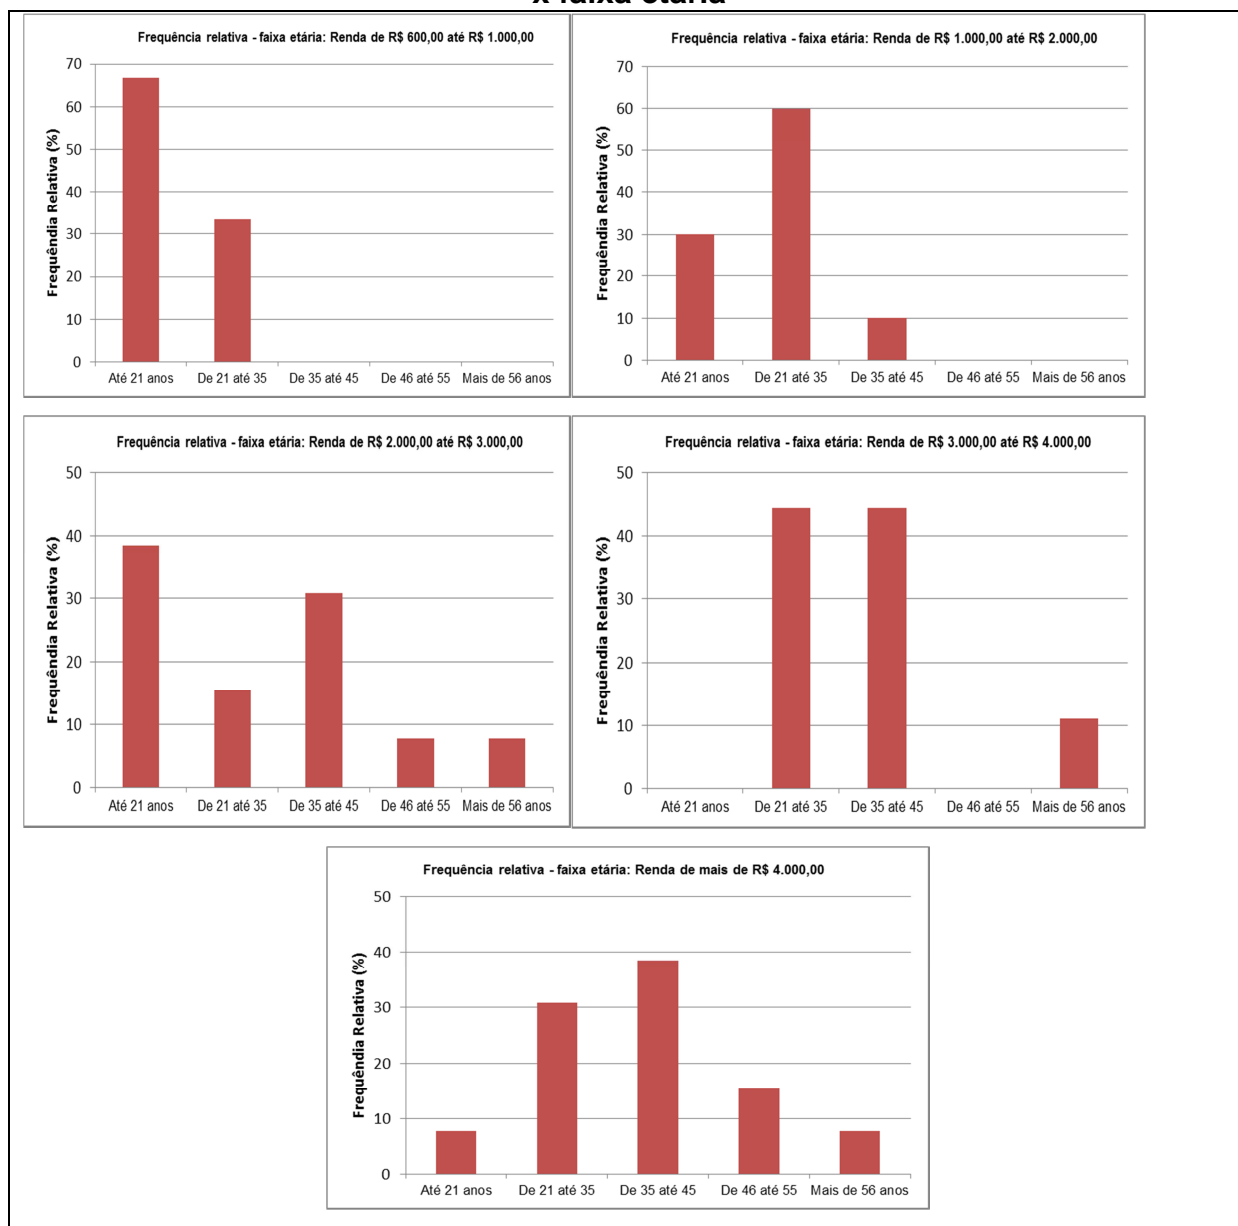 x faixa etária
Frequência relativa - faixa etária: Renda de R$ 600,00 até R$ 1.000,00
Frequêndia Relativa (%)
70
60
50
40
30
20
10
0
Até 21 anos De 21 até 35 De 35 até 45 De 46 até 55 Mais de 56 anos
Frequência relativa - faixa etária: Renda de R$ 1.000,00 até R$ 2.000,00
Frequêndia Relativa (%)
70
60
50
40
30
20
10
0
Até 21 anos De 21 até 35 De 35 até 45 De 46 até 55 Mais de 56 anos
Frequência relativa - faixa etária: Renda de R$ 2.000,00 até R$ 3.000,00
Frequêndia Relativa (%)
50
40
30
20
10
0
Até 21 anos De 21 até 35 De 35 até 45 De 46 até 55 Mais de 56 anos
Frequência relativa - faixa etária: Renda de R$ 3.000,00 até R$ 4.000,00
Frequêndia Relativa (%)
50
40
30
20
10
0
Até 21 anos De 21 até 35 De 35 até 45 De 46 até 55 Mais de 56 anos
Frequência relativa - faixa etária: Renda de mais de R$ 4.000,00
Frequêndia Relativa (%)
50
40
30
20
10
0
Até 21 anos De 21 até 35 De 35 até 45 De 46 até 55 Mais de 56 anos